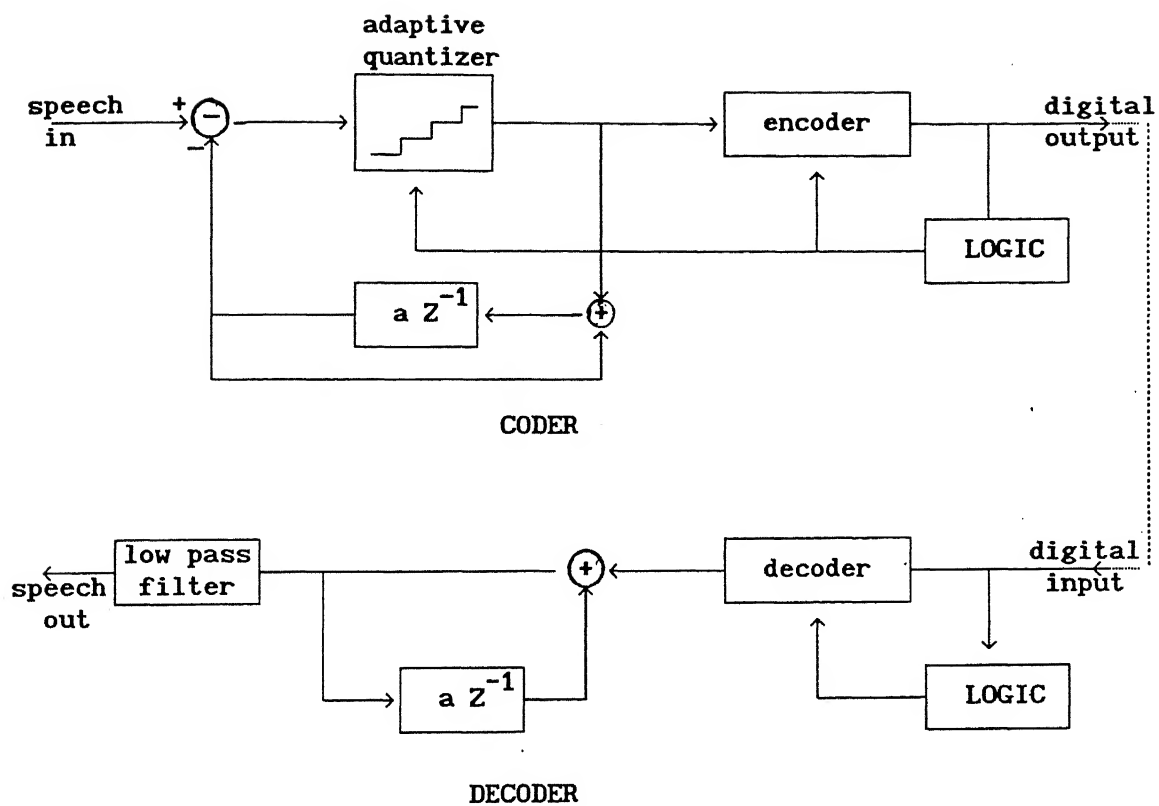 adaptive
quantizer
speech
in
+
−
−
encoder
digital
output
LOGIC
a Z⁻¹
+
CODER
low pass
filter
speech
out
+
decoder
digital
input
a Z⁻¹
LOGIC
DECODER